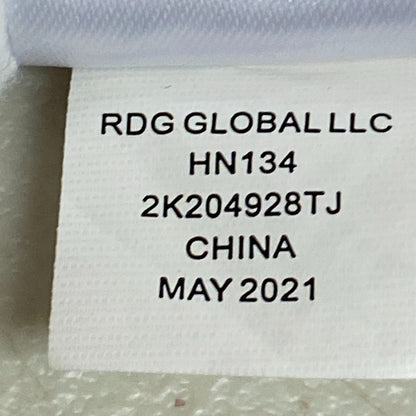 RDG GLOBAL LLC
HN134
2K204928TJ
CHINA
MAY 2021